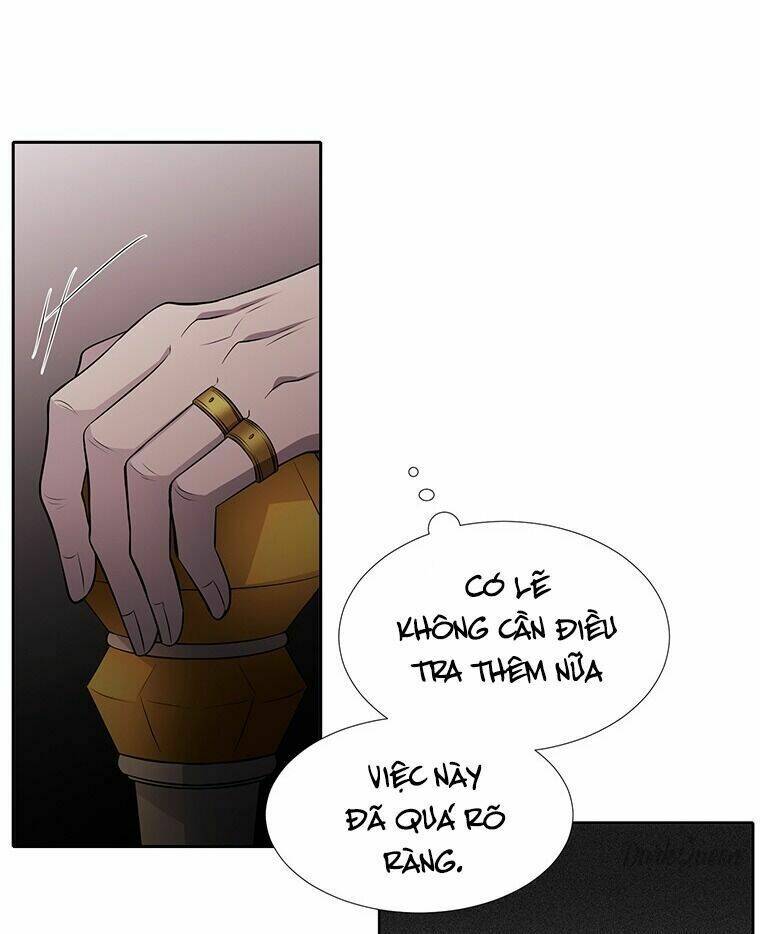 CÓ LẼ
KHÔNG CẦN ĐIỀU
TRA THÊM NỮA
VIỆC NÀY
ĐÃ QUÁ RÕ
RÀNG.